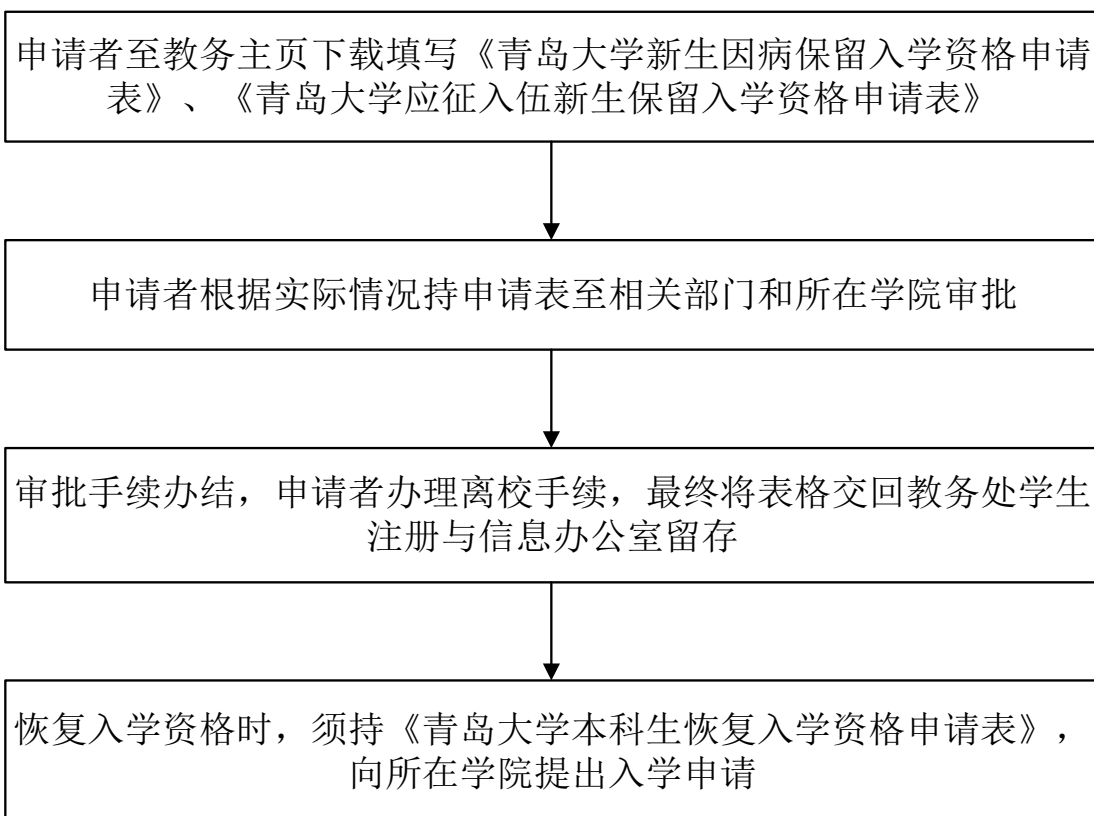 申请者至教务主页下载填写《青岛大学新生因病保留入学资格申请
表》、《青岛大学应征入伍新生保留入学资格申请表》
申请者根据实际情况持申请表至相关部门和所在学院审批
审批手续办结，申请者办理离校手续，最终将表格交回教务处学生
注册与信息办公室留存
恢复入学资格时，须持《青岛大学本科生恢复入学资格申请表》，
向所在学院提出入学申请